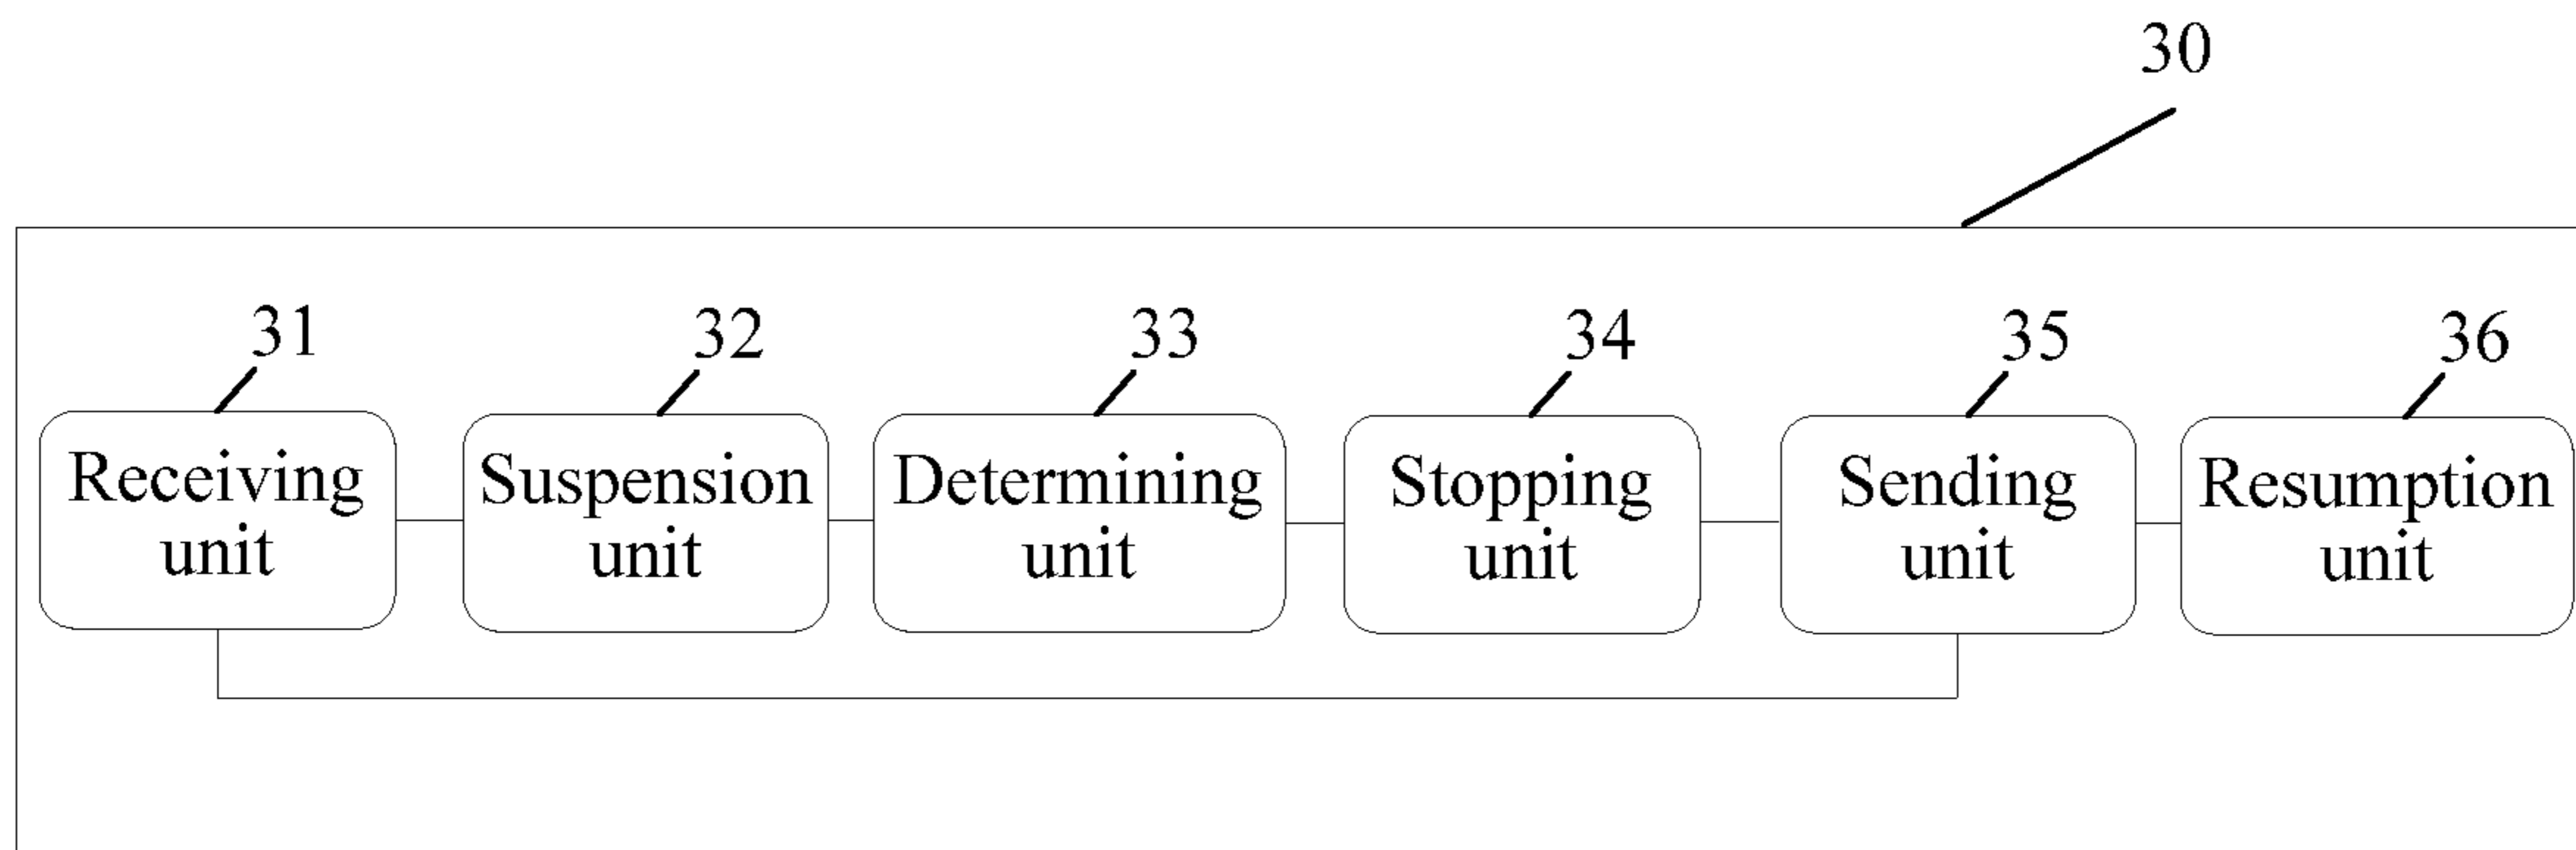 30
31
32
33
34
35
36
Receiving
unit
Suspension
unit
Determining
unit
Stopping
unit
Sending
unit
Resumption
unit